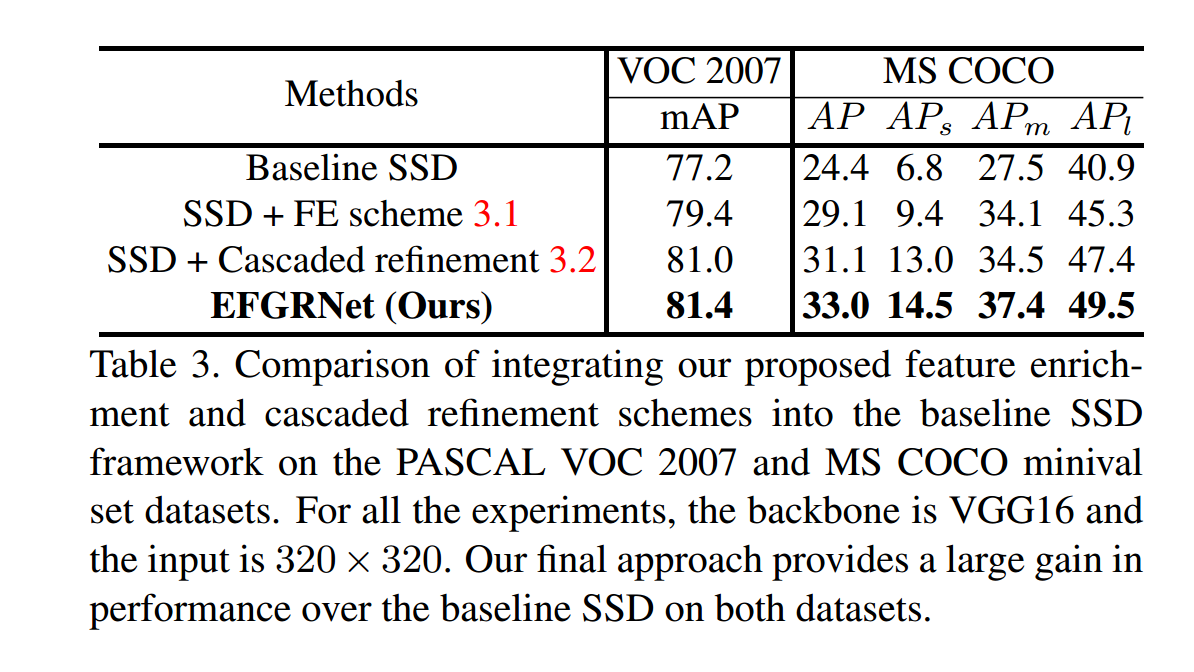 Methods VOC 2007 MS COCO
mAP AP APs APm APl
Baseline SSD 77.2 24.4 6.8 27.5 40.9
SSD + FE scheme 3.1 79.4 29.1 9.4 34.1 45.3
SSD + Cascaded refinement 3.2 81.0 31.1 13.0 34.5 47.4
EFGRNet (Ours) 81.4 33.0 14.5 37.4 49.5
Table 3. Comparison of integrating our proposed feature enrich-
ment and cascaded refinement schemes into the baseline SSD
framework on the PASCAL VOC 2007 and MS COCO minival
set datasets. For all the experiments, the backbone is VGG16 and
the input is 320 × 320. Our final approach provides a large gain in
performance over the baseline SSD on both datasets.